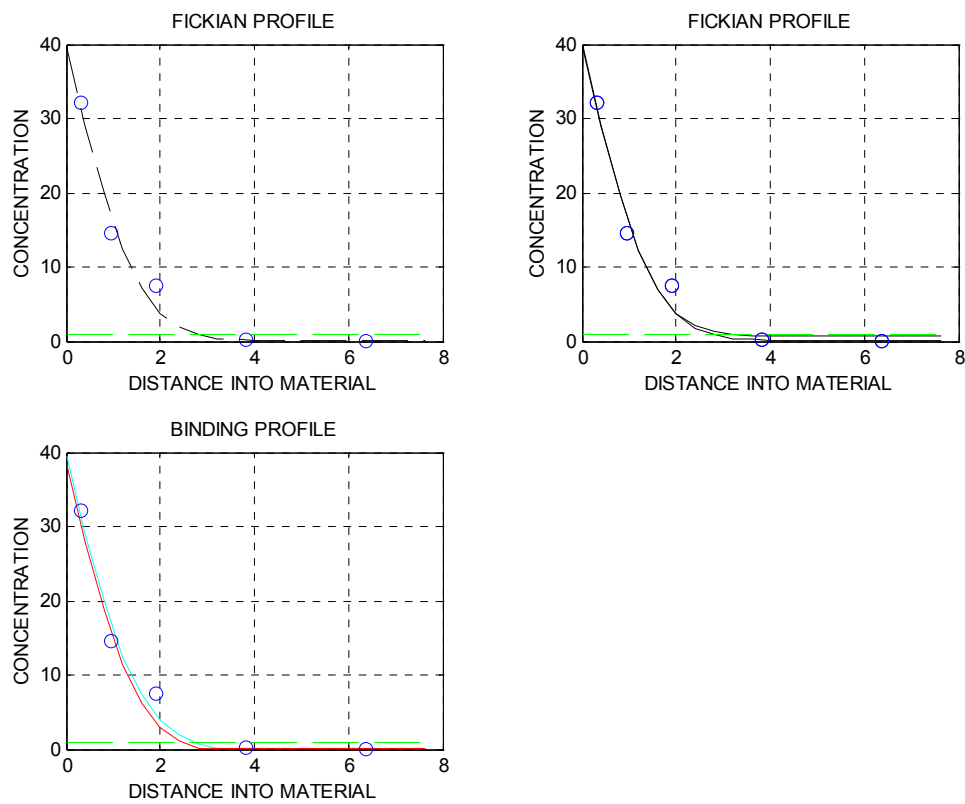 FICKIAN PROFILE
40
30
20
10
0
CONCENTRATION
0 2 4 6 8
DISTANCE INTO MATERIAL
FICKIAN PROFILE
40
30
20
10
0
CONCENTRATION
0 2 4 6 8
DISTANCE INTO MATERIAL
BINDING PROFILE
40
30
20
10
0
CONCENTRATION
0 2 4 6 8
DISTANCE INTO MATERIAL